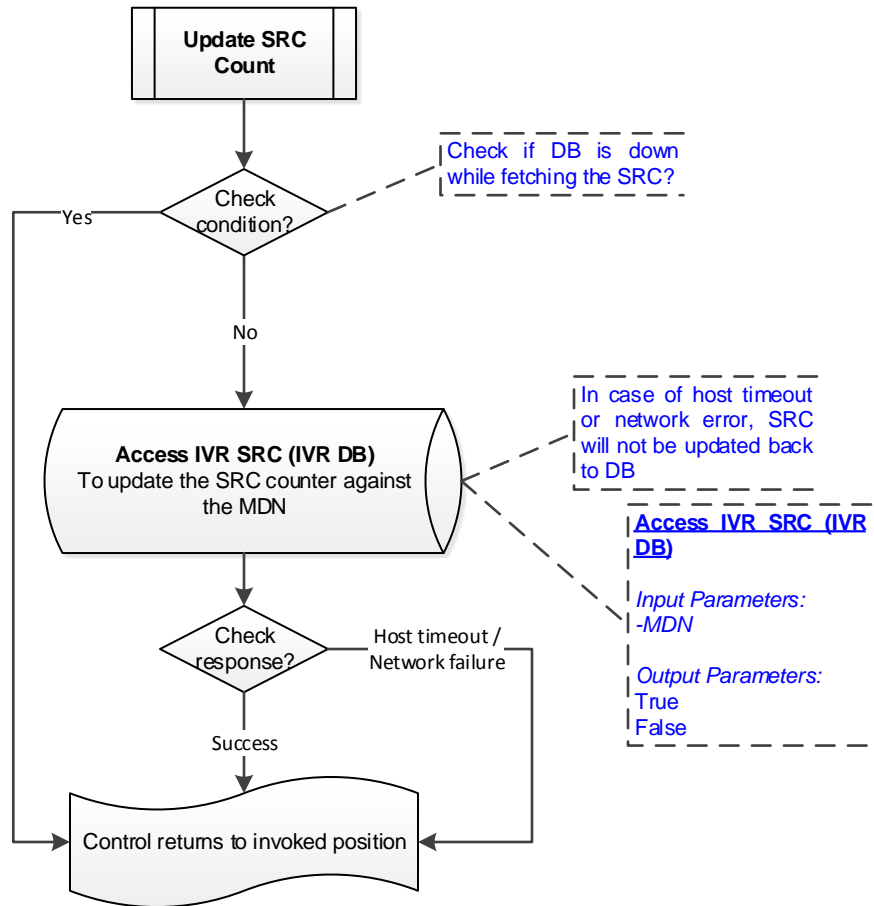 Update SRC
Count
Check if DB is down
while fetching the SRC?
Check
condition?
Yes
No
In case of host timeout
or network error, SRC
will not be updated back
to DB
Access IVR SRC (IVR DB)
To update the SRC counter against
the MDN
Access IVR SRC (IVR
DB)
Input Parameters:
-MDN
Output Parameters:
True
False
Check
response?
Host timeout /
Network failure
Success
Control returns to invoked position